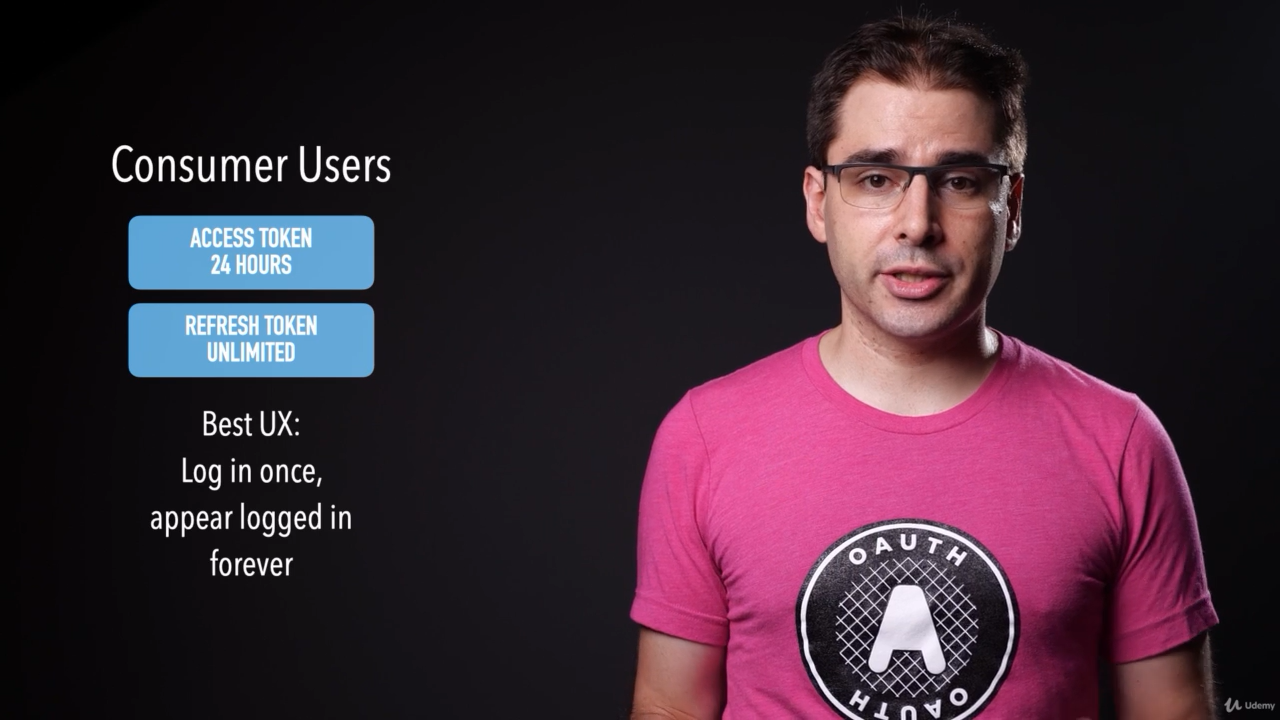 Consumer Users
ACCESS TOKEN
24 HOURS
REFRESH TOKEN
UNLIMITED
Best UX:
Log in once,
appear logged in
forever
OAUTH
A
OAUTH
Udemy